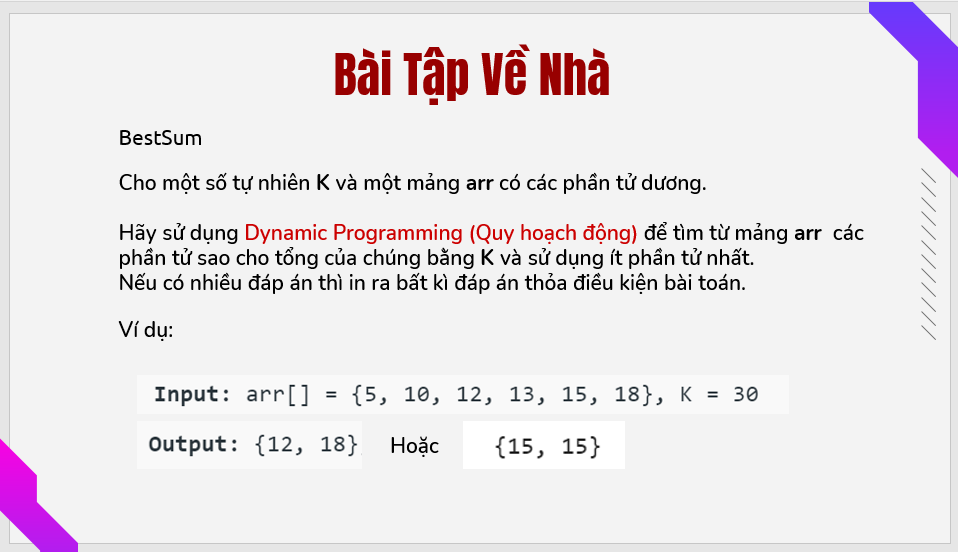 Bài Tập Về Nhà
BestSum
Cho một số tự nhiên K và một mảng arr có các phần tử dương.
Hãy sử dụng Dynamic Programming (Quy hoạch động) để tìm từ mảng arr các
phần tử sao cho tổng của chúng bằng K và sử dụng ít phần tử nhất.
Nếu có nhiều đáp án thì in ra bất kì đáp án thỏa điều kiện bài toán.
Ví dụ:
Input: arr[] = {5, 10, 12, 13, 15, 18}, K = 30
Output: {12, 18} Hoặc {15, 15}